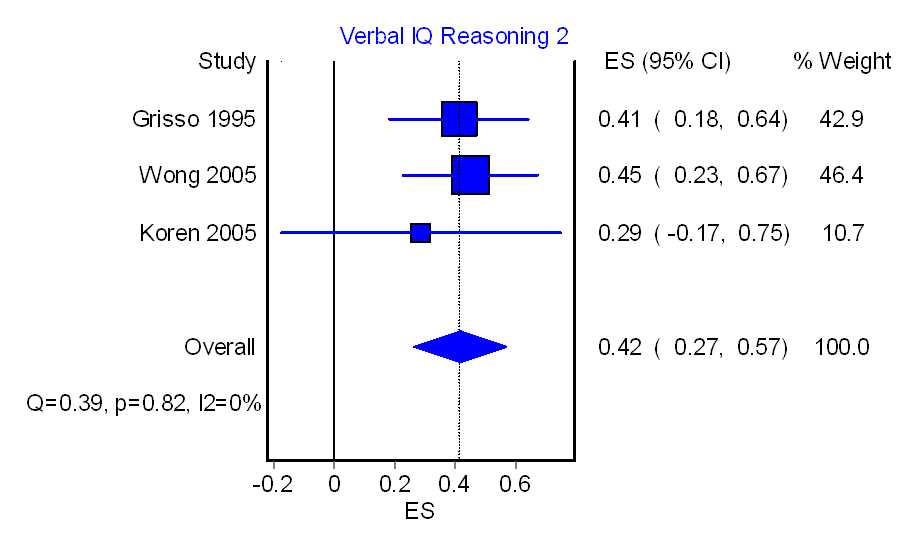 Verbal IQ Reasoning 2
Study ES (95% CI) % Weight
Grisso 1995 0.41 ( 0.18, 0.64) 42.9
Wong 2005 0.45 ( 0.23, 0.67) 46.4
Koren 2005 0.29 ( -0.17, 0.75) 10.7
Overall 0.42 ( 0.27, 0.57) 100.0
Q=0.39, p=0.82, I2=0%
-0.2 0 0.2 0.4 0.6
ES